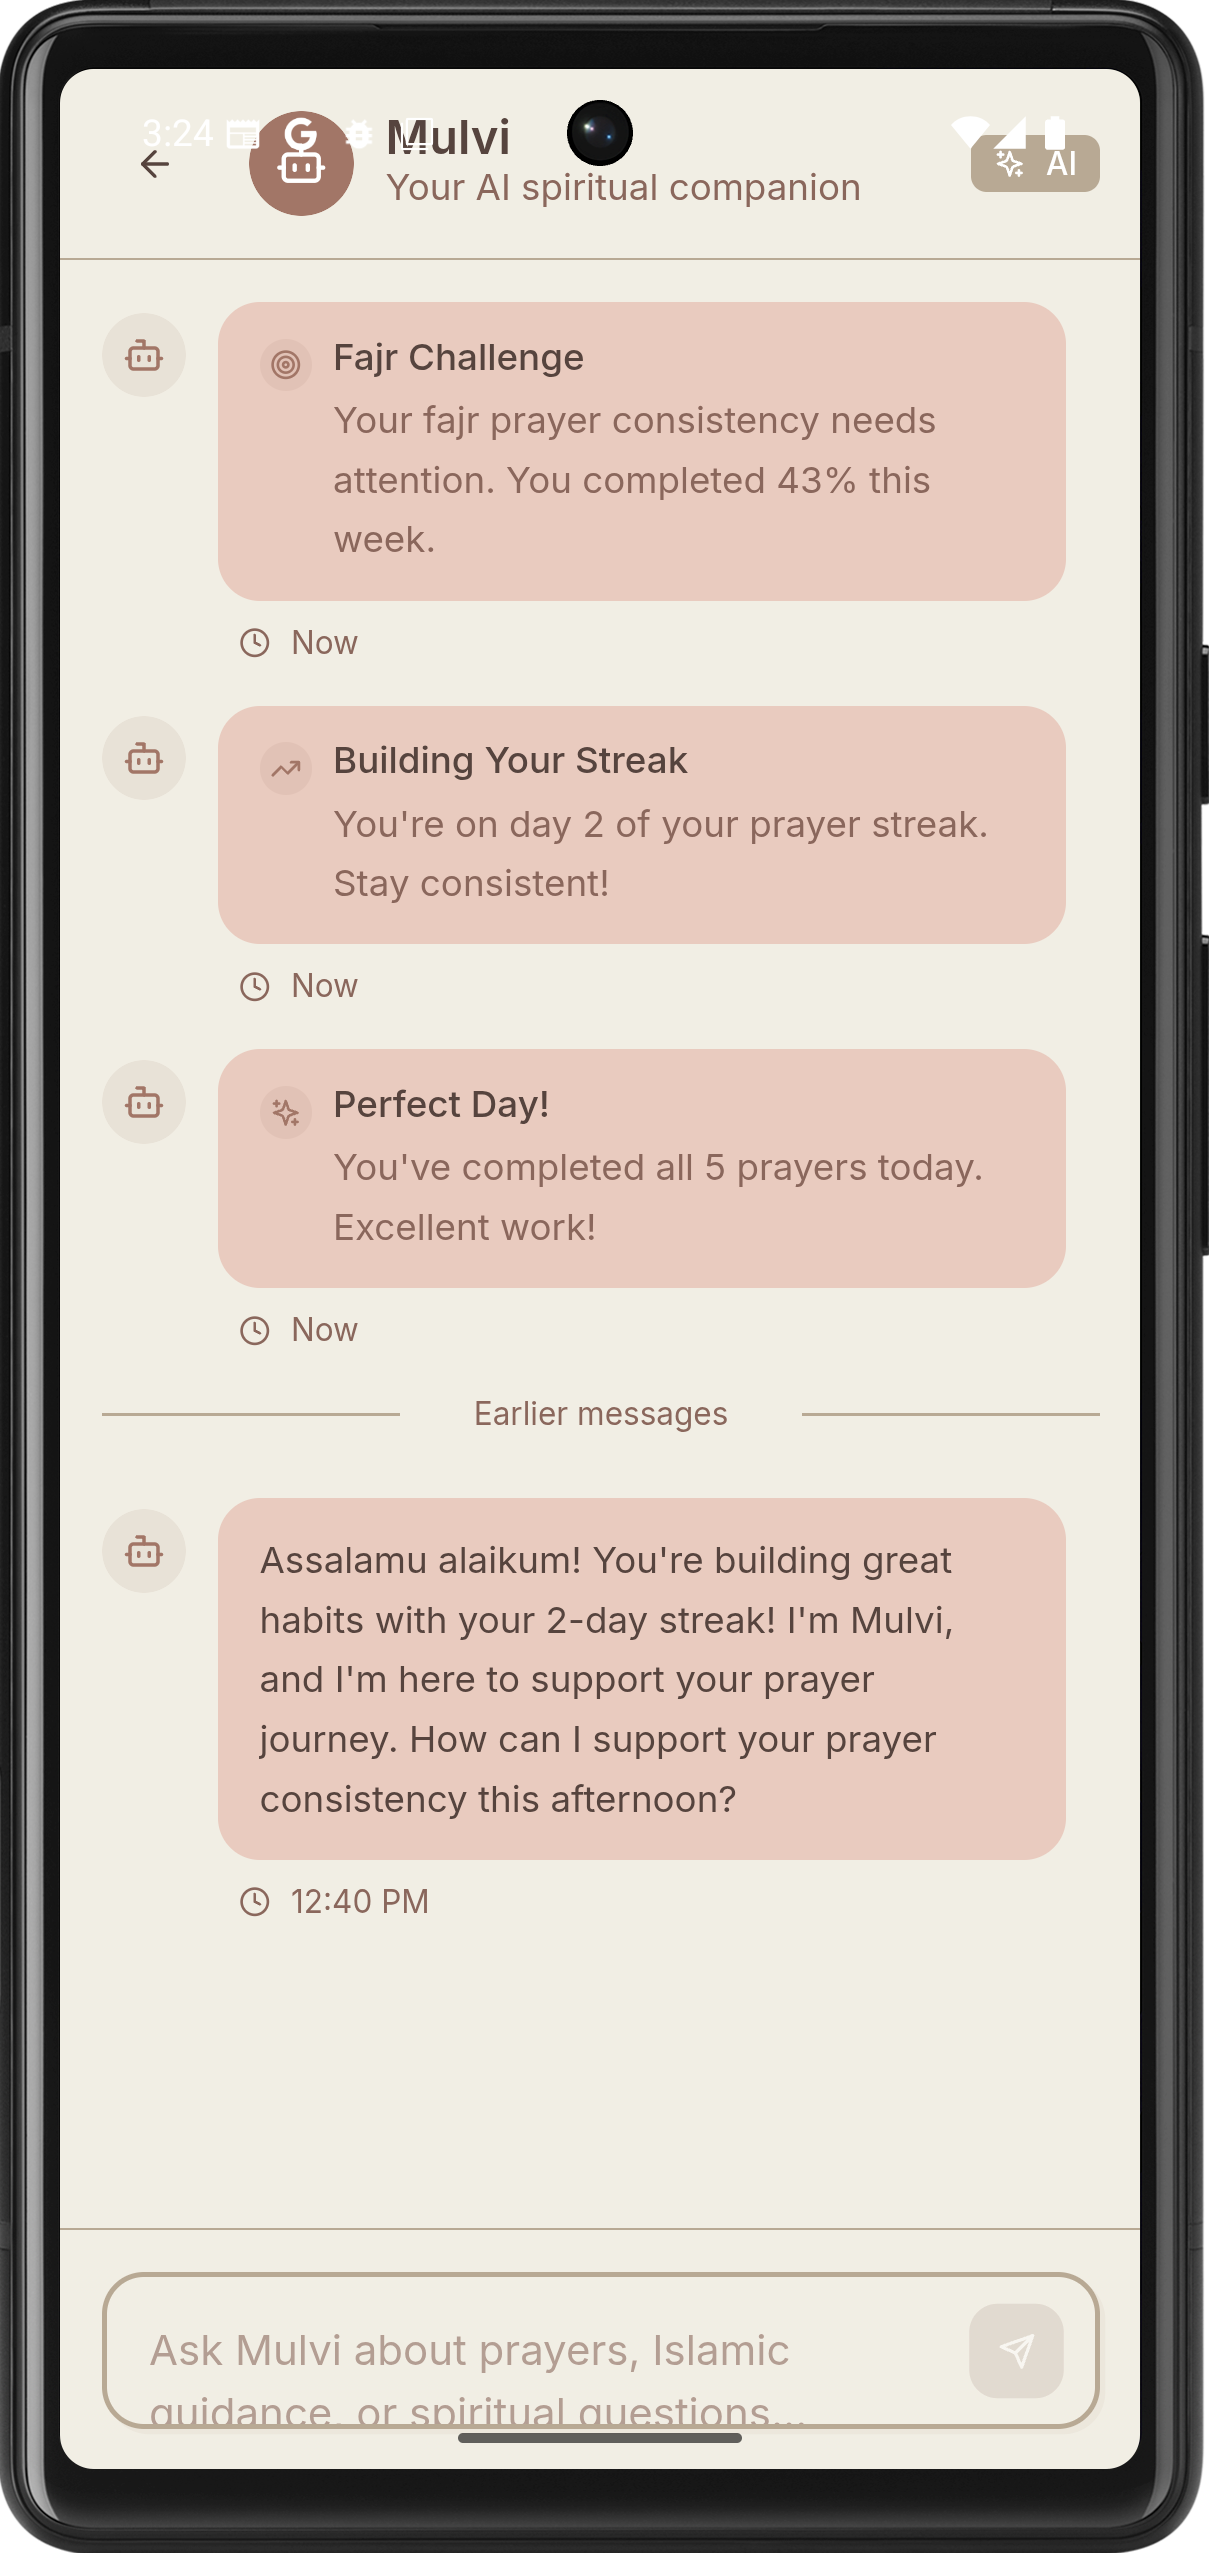 3:24
Mulvi
Your AI spiritual companion
AI
Fajr Challenge
Your fajr prayer consistency needs
attention. You completed 43% this
week.
Now
Building Your Streak
You're on day 2 of your prayer streak.
Stay consistent!
Now
Perfect Day!
You've completed all 5 prayers today.
Excellent work!
Now
Earlier messages
Assalamu alaikum! You're building great
habits with your 2-day streak! I'm Mulvi,
and I'm here to support your prayer
journey. How can I support your prayer
consistency this afternoon?
12:40 PM
Ask Mulvi about prayers, Islamic
guidance, or spiritual questions...